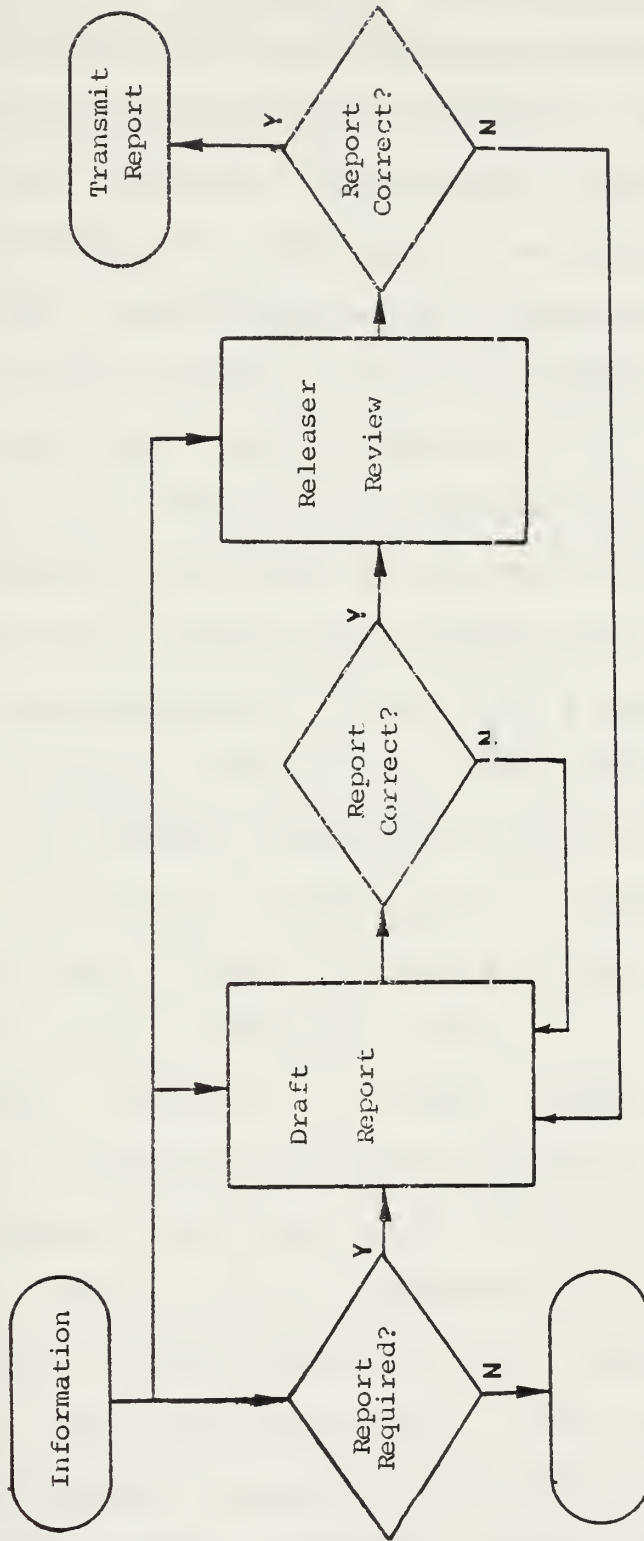 Information
Report
Required?
Y
N
Draft
Report
Report
Correct?
Y
N
Releaser
Review
Report
Correct?
Y
N
Transmit
Report